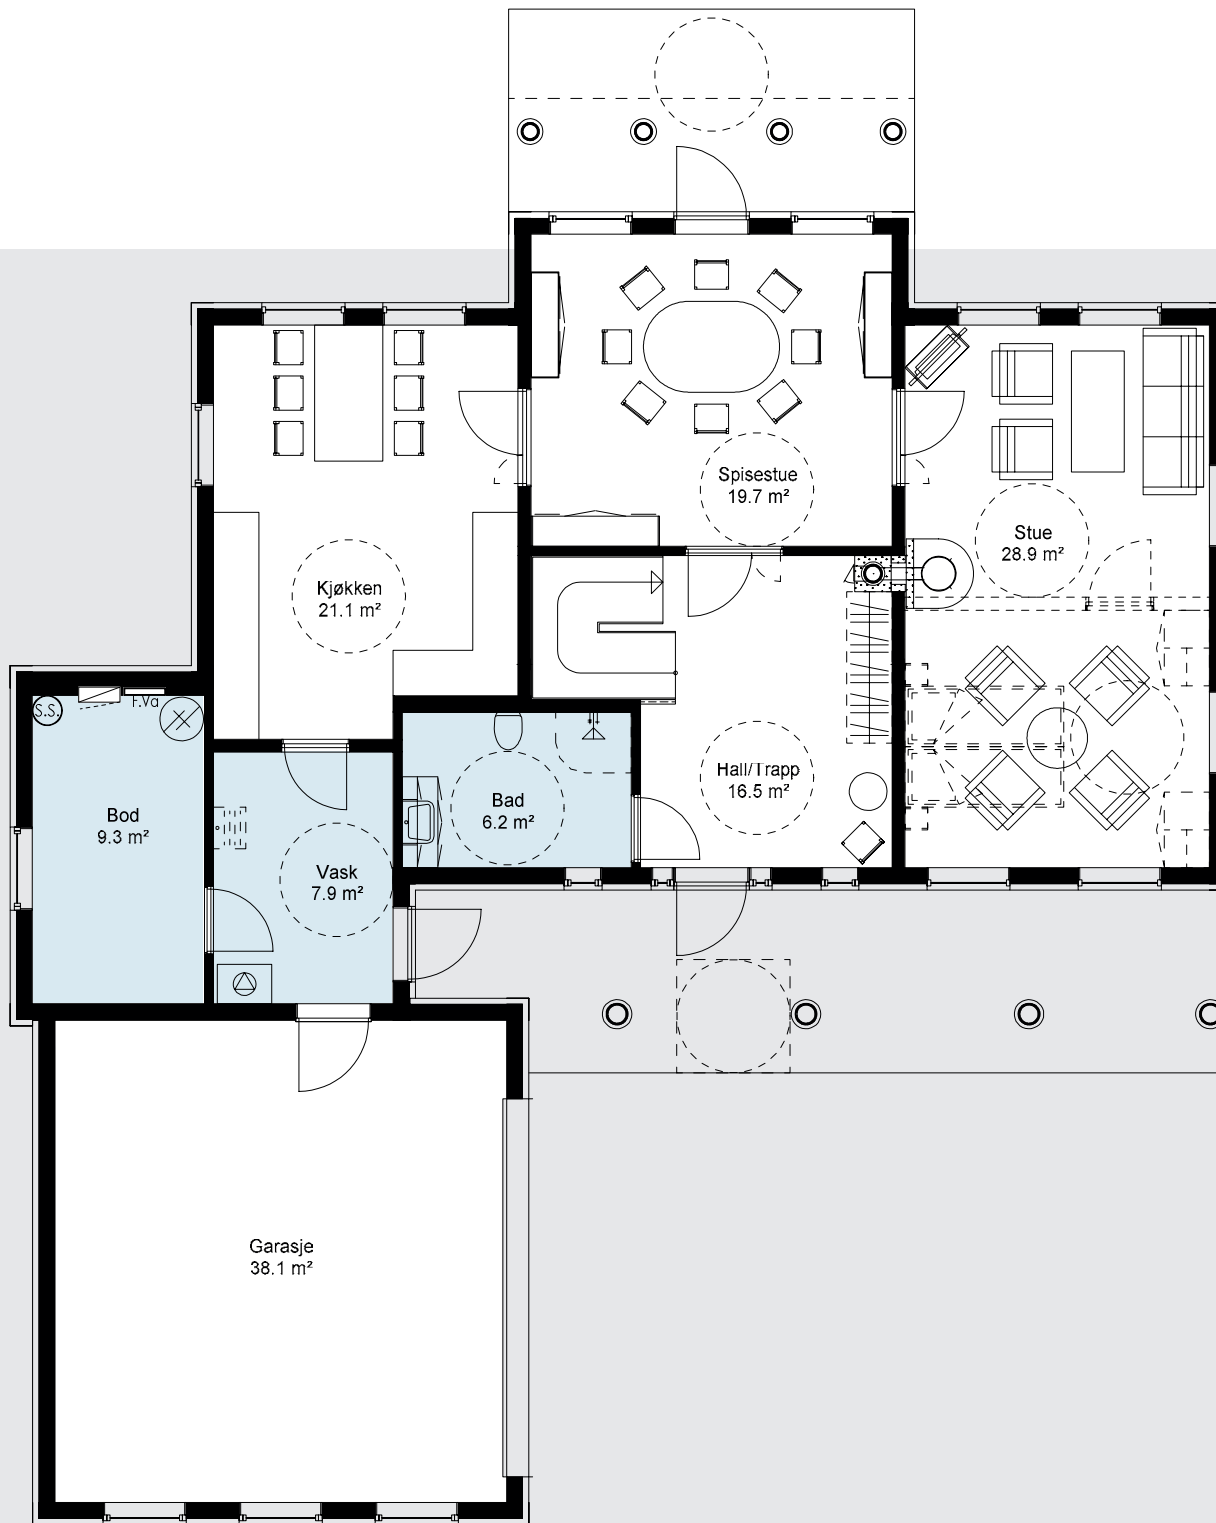 Spisestue
19.7 m²
Stue
28.9 m²
Kjøkken
21.1 m²
S.S.
F.Va
Hall/Trapp
16.5 m²
Bad
6.2 m²
Bod
9.3 m²
Vask
7.9 m²
Garasje
38.1 m²